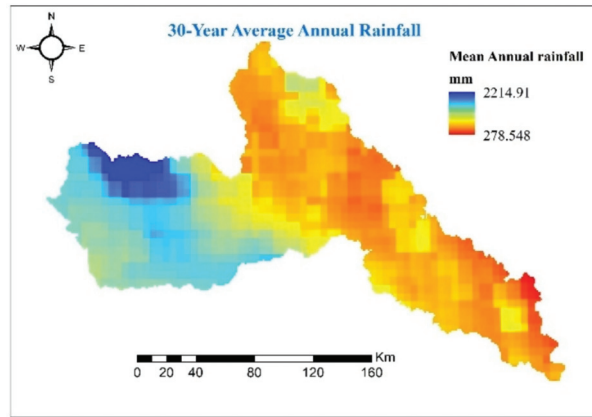 30-Year Average Annual Rainfall
N
W E
S
Mean Annual rainfall
mm
2214.91
278.548
Km
0 20 40 80 120 160